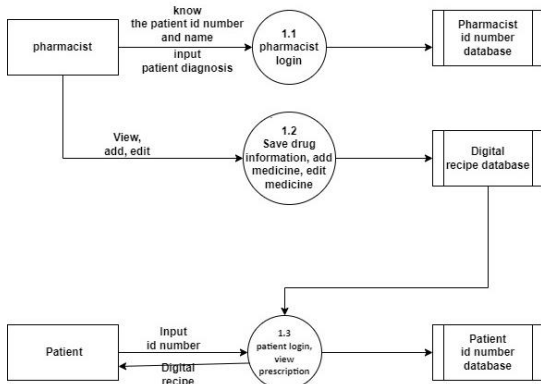 know
the patient id number
and name
input
patient diagnosis
pharmacist
1.1
pharmacist
login
Pharmacist
id number
database
View,
add, edit
1.2
Save drug
information, add
medicine, edit
medicine
Digital
recipe database
Patient
Input
id number
Digital
recipe
1.3
patient login,
view
prescription
Patient
id number
database